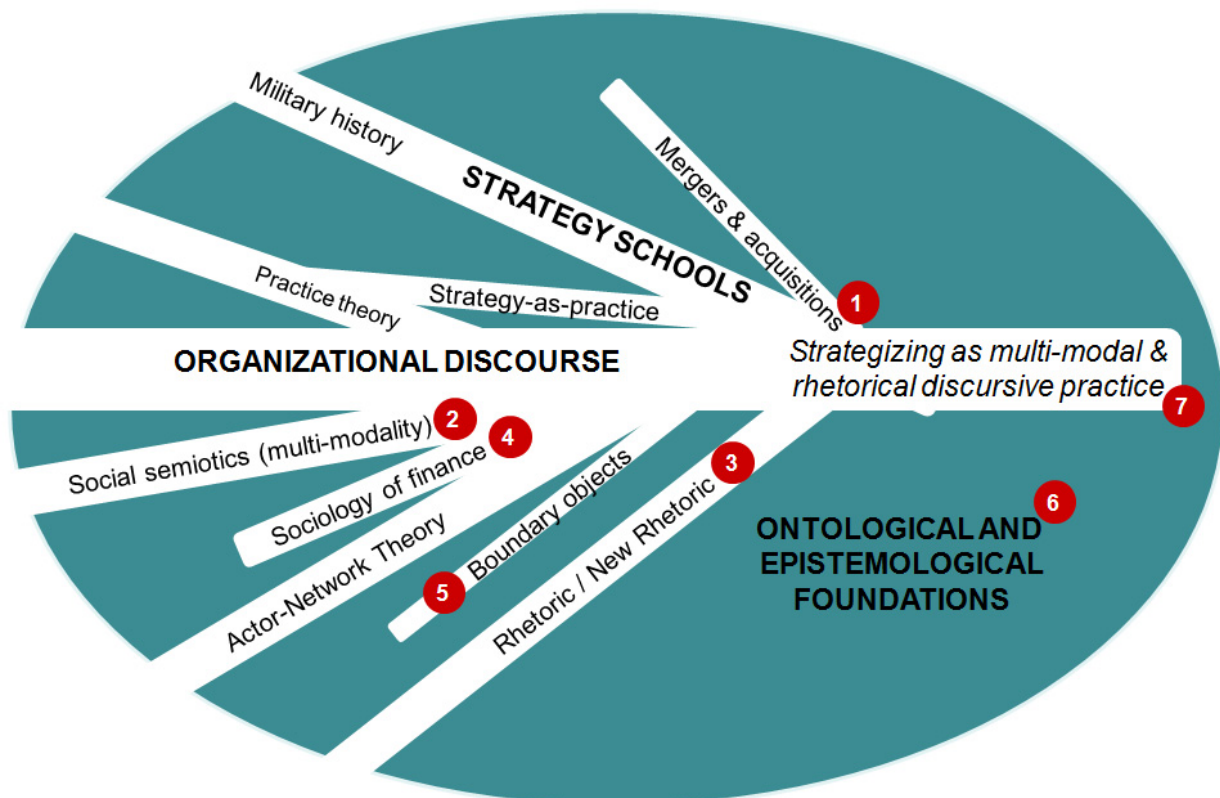 Military history
STRATEGY SCHOOLS
Mergers & acquisitions
1
Practice theory
Strategy-as-practice
ORGANIZATIONAL DISCOURSE
Strategizing as multi-modal &
rhetorical discursive practice
7
Social semiotics (multi-modality)
2
Sociology of finance
4
Actor-Network Theory
Boundary objects
5
Rhetoric / New Rhetoric
3
ONTOLOGICAL AND
EPISTEMOLOGICAL
FOUNDATIONS
6